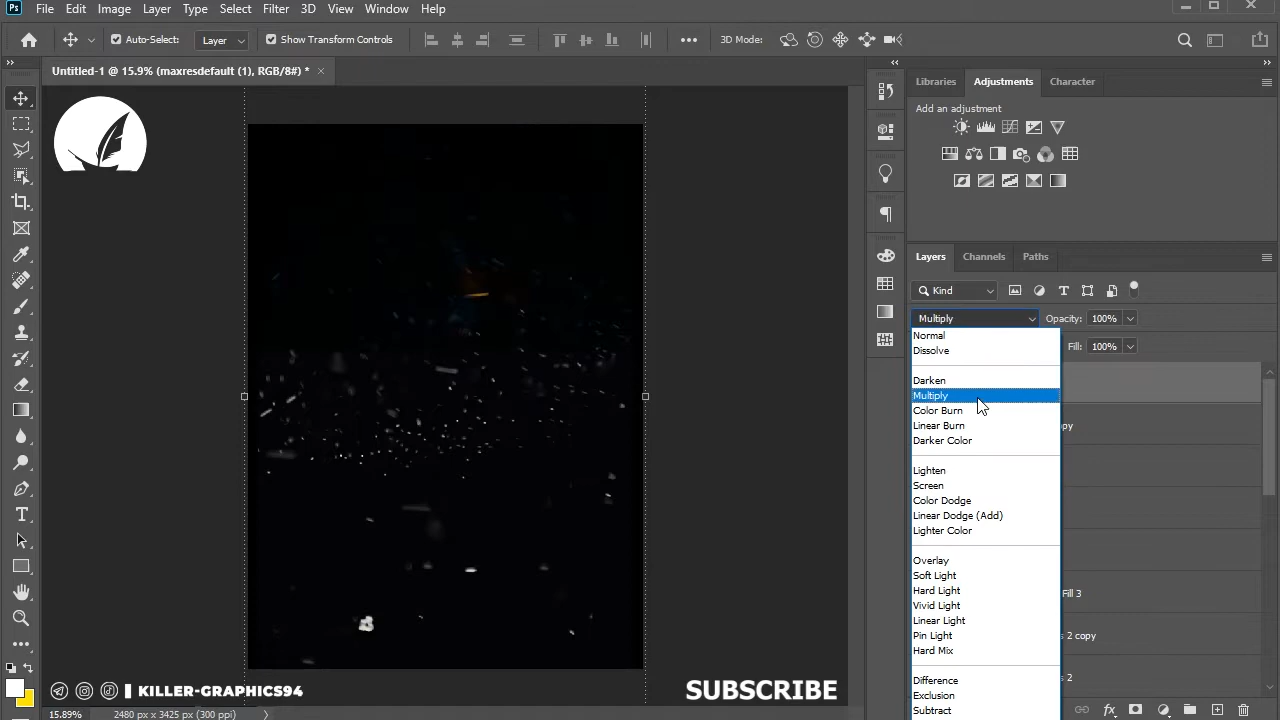 Ps File Edit Image Layer Type Select Filter 3D View Window Help
Auto-Select: Layer Show Transform Controls 3D Mode:
Untitled-1 @ 15.9% (maxresdefault (1), RGB/8#) *
Libraries Adjustments Character
Add an adjustment
Layers Channels Paths
Kind
Multiply Opacity: 100%
Normal
Fill: 100%
Dissolve
Darken
Multiply
Color Burn
Linear Burn
opy
Darker Color
Lighten
Screen
Color Dodge
Linear Dodge (Add)
Lighter Color
Overlay
Soft Light
Hard Light
Fill 3
Vivid Light
Linear Light
Pin Light
s 2 copy
Hard Mix
Difference
s 2
Exclusion
Subtract
KILLER-GRAPHICS94
SUBSCRIBE
15.89% 2480 px x 3425 px (300 ppi)